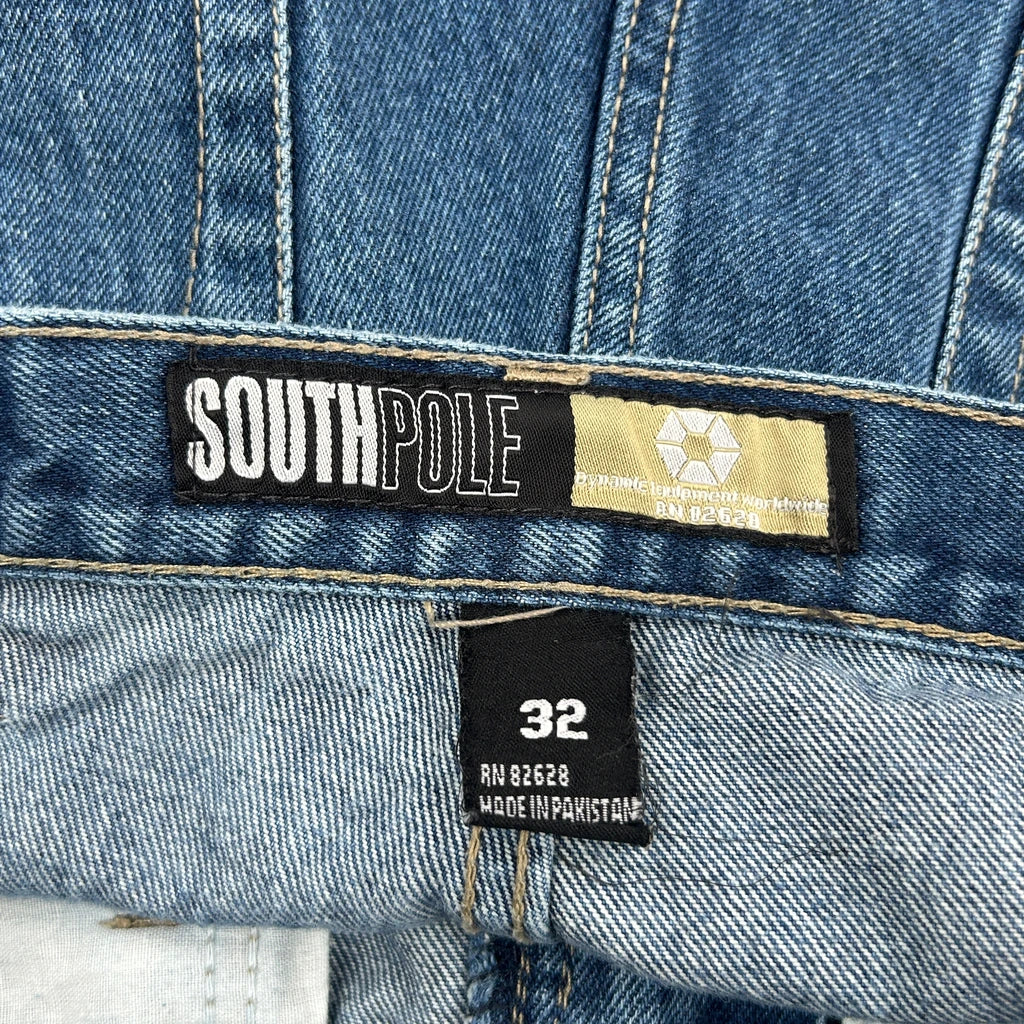 SOUTHPOLE
Dynamic Equipment Worldwide
RN 82628
32
RN 82628
MADE IN PAKISTAN